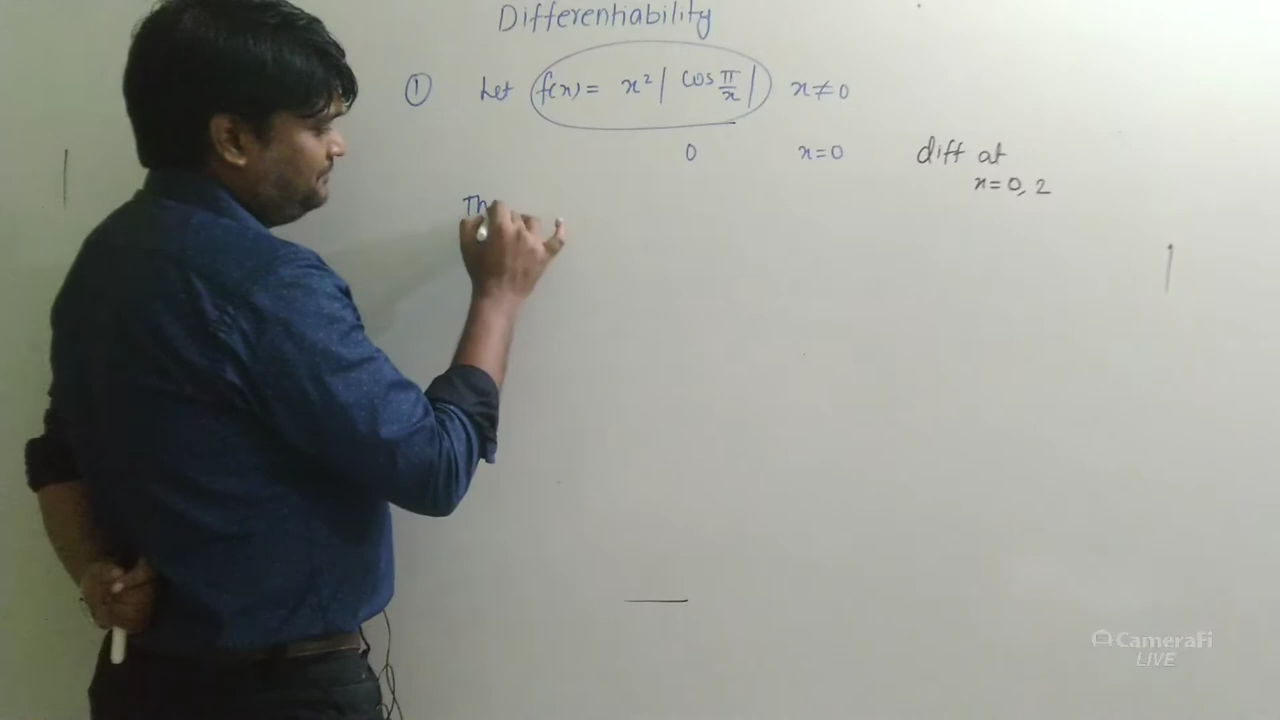 Differentiability
① Let f(x) = x² | cos π/x | x≠0
0 x=0 diff at
x=0, 2
Th
CameraFi
LIVE